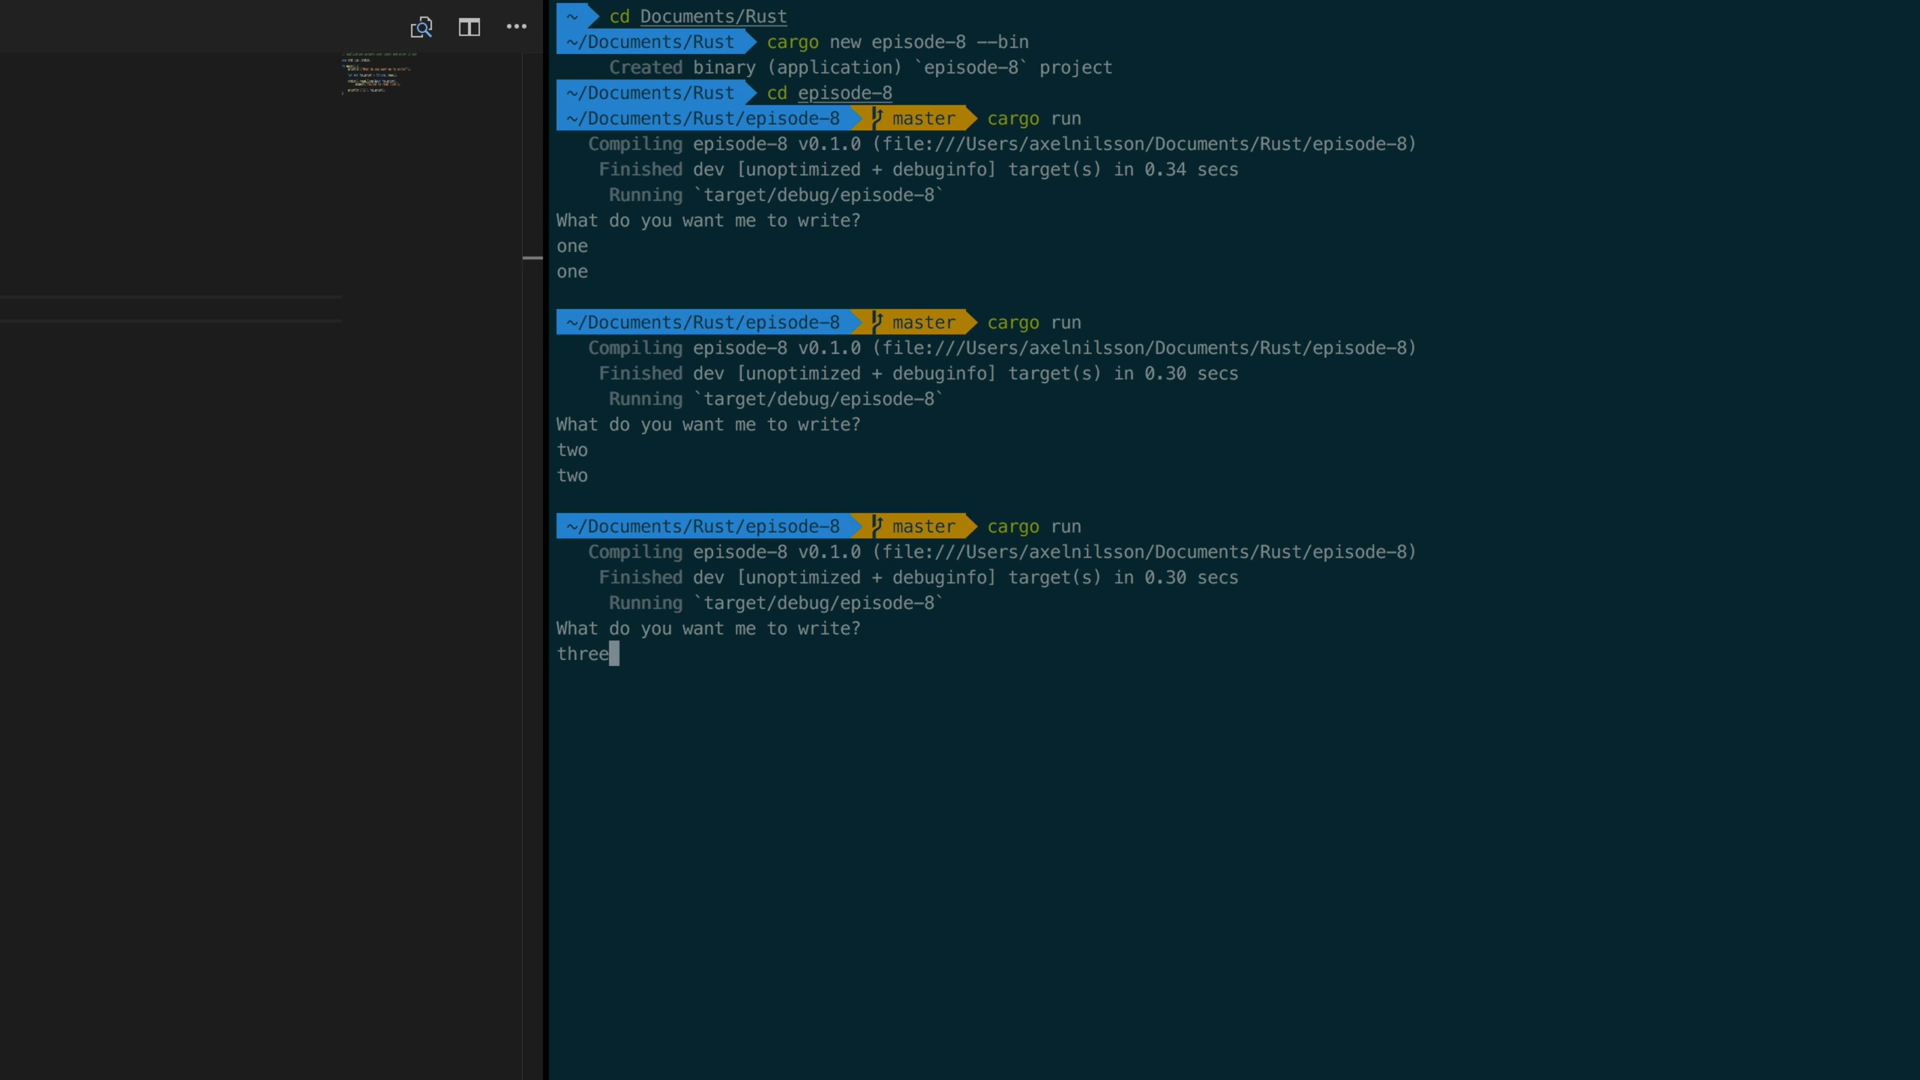 ~ cd Documents/Rust
~/Documents/Rust cargo new episode-8 --bin
Created binary (application) `episode-8` project
~/Documents/Rust cd episode-8
~/Documents/Rust/episode-8 master cargo run
Compiling episode-8 v0.1.0 (file:///Users/axelnilsson/Documents/Rust/episode-8)
Finished dev [unoptimized + debuginfo] target(s) in 0.34 secs
Running `target/debug/episode-8`
What do you want me to write?
one
one
~/Documents/Rust/episode-8 master cargo run
Compiling episode-8 v0.1.0 (file:///Users/axelnilsson/Documents/Rust/episode-8)
Finished dev [unoptimized + debuginfo] target(s) in 0.30 secs
Running `target/debug/episode-8`
What do you want me to write?
two
two
~/Documents/Rust/episode-8 master cargo run
Compiling episode-8 v0.1.0 (file:///Users/axelnilsson/Documents/Rust/episode-8)
Finished dev [unoptimized + debuginfo] target(s) in 0.30 secs
Running `target/debug/episode-8`
What do you want me to write?
three